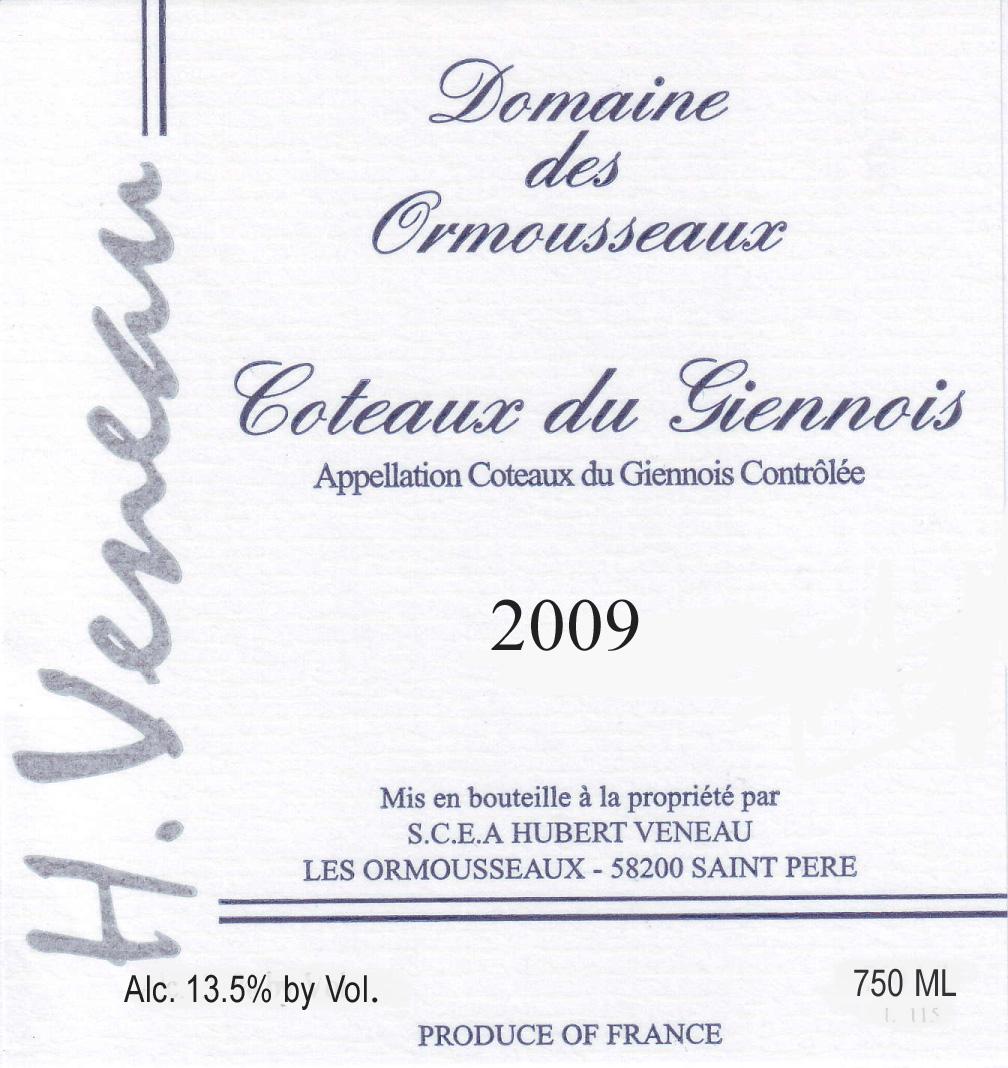 H. Veneau
Domaine
des
Ormousseaux
Coteaux du Giennois
Appellation Coteaux du Giennois Contrôlée
2009
Mis en bouteille à la propriété par
S.C.E.A HUBERT VENEAU
LES ORMOUSSEAUX - 58200 SAINT PERE
Alc. 13.5% by Vol.
750 ML
L 115
PRODUCE OF FRANCE